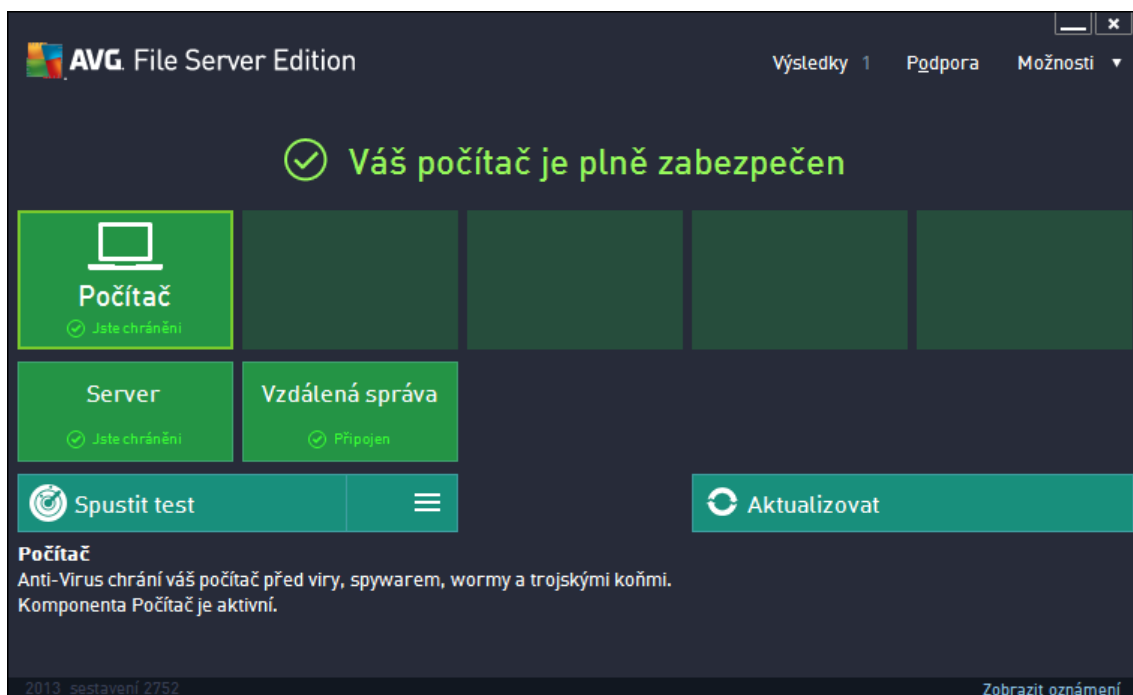 AVG. File Server Edition
Výsledky 1 Podpora Možnosti
Váš počítač je plně zabezpečen
Počítač
Jste chráněni
Server
Jste chráněni
Vzdálená správa
Připojen
Spustit test
Aktualizovat
Počítač
Anti-Virus chrání váš počítač před viry, spywarem, wormy a trojskými koňmi.
Komponenta Počítač je aktivní.
2013 sestavení 2752
Zobrazit oznámení